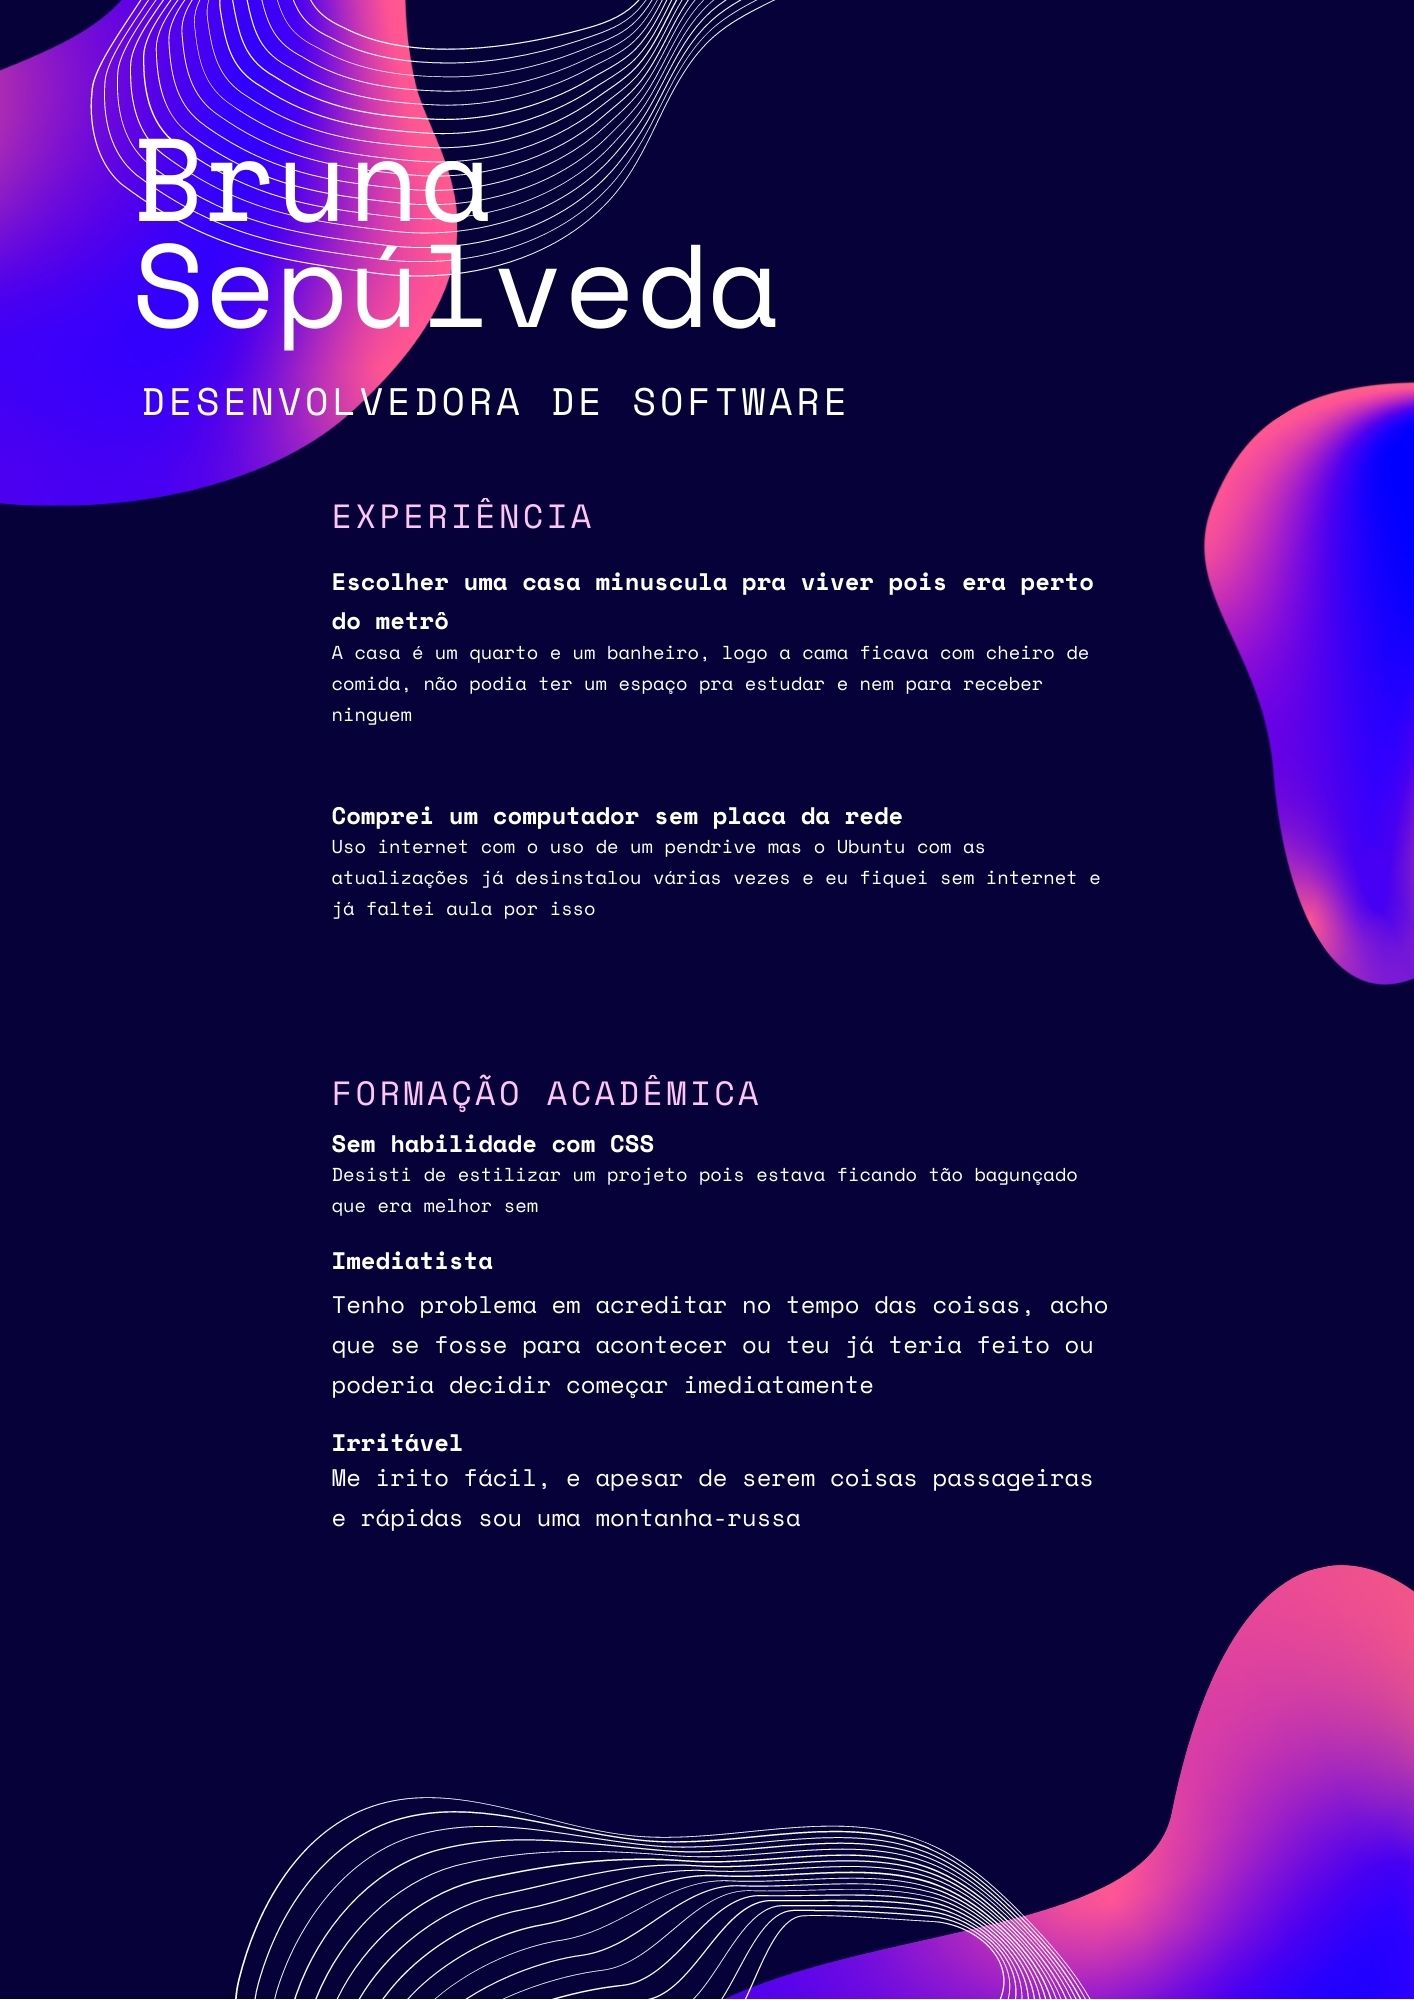 Bruna
Sepúlveda
DESENVOLVEDORA DE SOFTWARE
EXPERIÊNCIA
Escolher uma casa minuscula pra viver pois era perto
do metrô
A casa é um quarto e um banheiro, logo a cama ficava com cheiro de
comida, não podia ter um espaço pra estudar e nem para receber
ninguem
Comprei um computador sem placa da rede
Uso internet com o uso de um pendrive mas o Ubuntu com as
atualizações já desinstalou várias vezes e eu fiquei sem internet e
já faltei aula por isso
FORMAÇÃO ACADÊMICA
Sem habilidade com CSS
Desisti de estilizar um projeto pois estava ficando tão bagunçado
que era melhor sem
Imediatista
Tenho problema em acreditar no tempo das coisas, acho
que se fosse para acontecer ou teu já teria feito ou
poderia decidir começar imediatamente
Irritável
Me irito fácil, e apesar de serem coisas passageiras
e rápidas sou uma montanha-russa